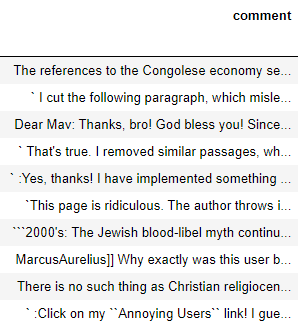 comment
The references to the Congolese economy se...
` I cut the following paragraph, which misle...
Dear Mav: Thanks, bro! God bless you! Since...
` That's true. I removed similar passages, wh...
` :Yes, thanks! I have implemented something ...
`This page is ridiculous. The author throws i...
```2000's: The Jewish blood-libel myth continu...
MarcusAurelius]] Why exactly was this user b...
There is no such thing as Christian religiocen...
` :Click on my ``Annoying Users`` link! I gue...